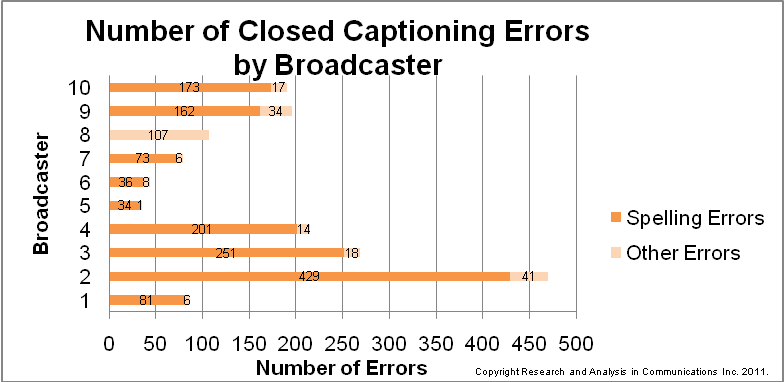 Number of Closed Captioning Errors
by Broadcaster
10 173 17
9 162 34
8 107
7 73 6
6 36 8
5 34 1
4 201 14
3 251 18
2 429 41
1 81 6
Broadcaster
Spelling Errors
Other Errors
0 50 100 150 200 250 300 350 400 450 500
Number of Errors
Copyright Research and Analysis in Communications Inc. 2011.